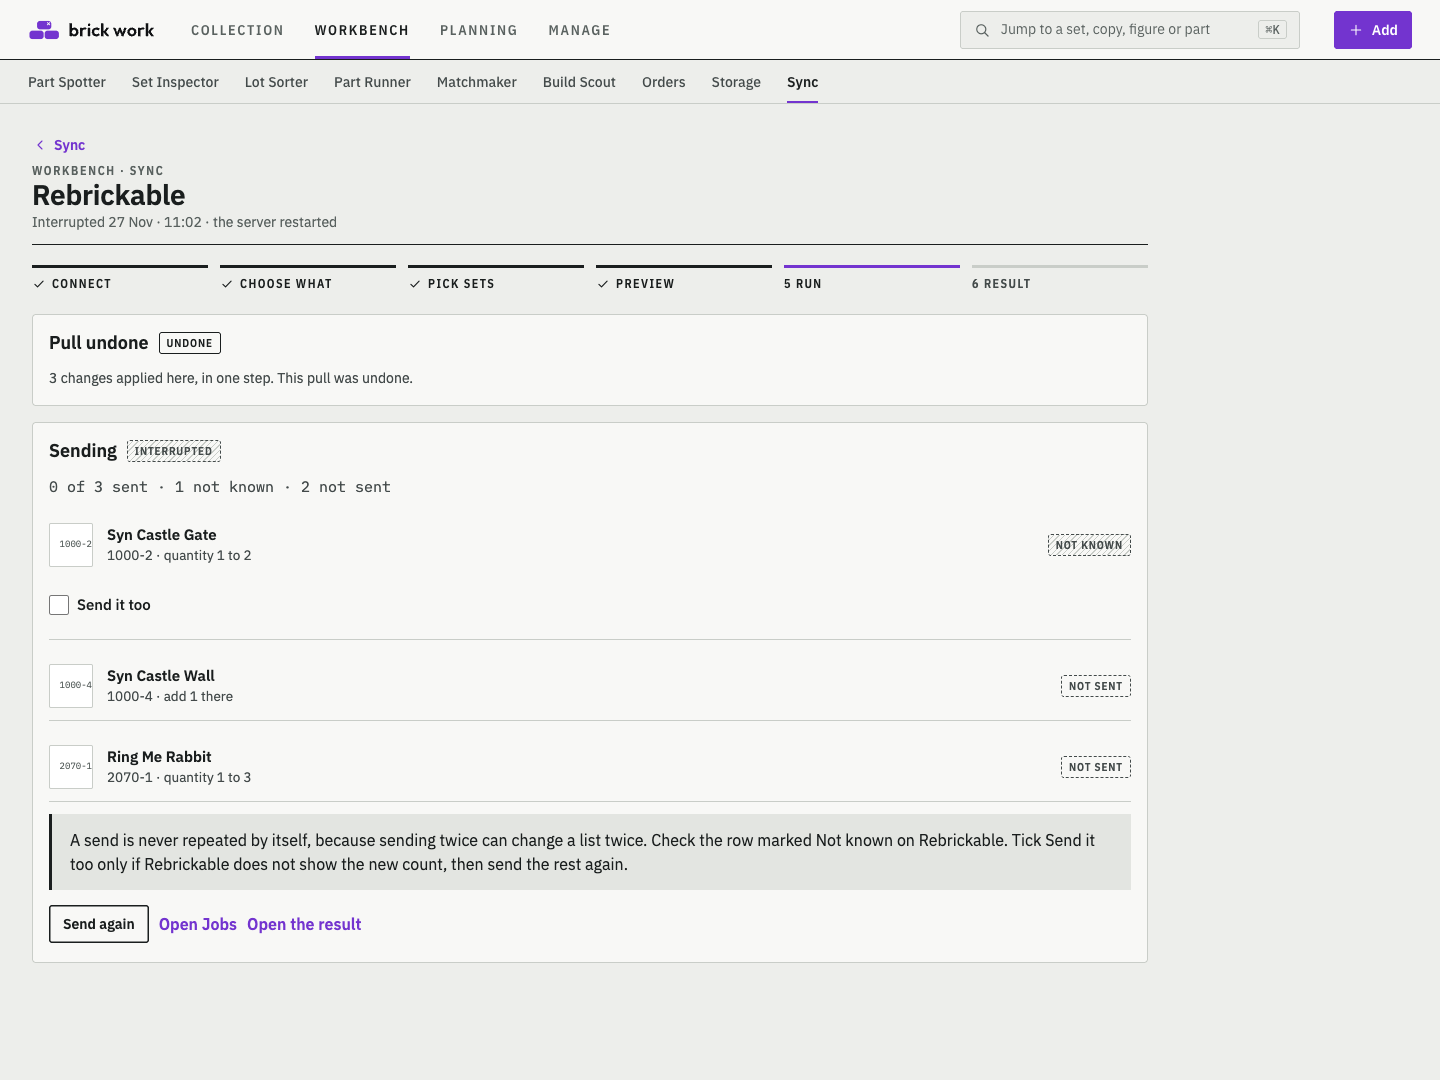 brick work
COLLECTION
WORKBENCH
PLANNING
MANAGE
Jump to a set, copy, figure or part
⌘K
Add
Part Spotter
Set Inspector
Lot Sorter
Part Runner
Matchmaker
Build Scout
Orders
Storage
Sync
Sync
WORKBENCH · SYNC
Rebrickable
Interrupted 27 Nov · 11:02 · the server restarted
CONNECT
CHOOSE WHAT
PICK SETS
PREVIEW
5 RUN
6 RESULT
Pull undone
UNDONE
3 changes applied here, in one step. This pull was undone.
Sending
INTERRUPTED
0 of 3 sent · 1 not known · 2 not sent
1000-2
Syn Castle Gate
1000-2 · quantity 1 to 2
NOT KNOWN
Send it too
1000-4
Syn Castle Wall
1000-4 · add 1 there
NOT SENT
2070-1
Ring Me Rabbit
2070-1 · quantity 1 to 3
NOT SENT
A send is never repeated by itself, because sending twice can change a list twice. Check the row marked Not known on Rebrickable. Tick Send it
too only if Rebrickable does not show the new count, then send the rest again.
Send again
Open Jobs
Open the result